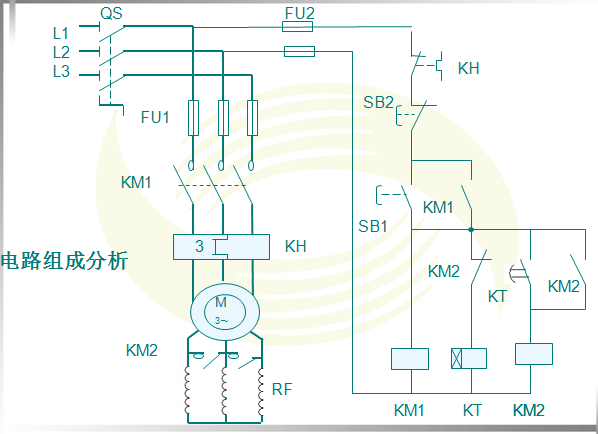 QS
FU2
L1
L2
L3
KH
SB2
FU1
KM1
KM1
SB1
3
KH
电路组成分析
KM2
KT
KM2
M
3~
KM2
RF
KM1
KT
KM2